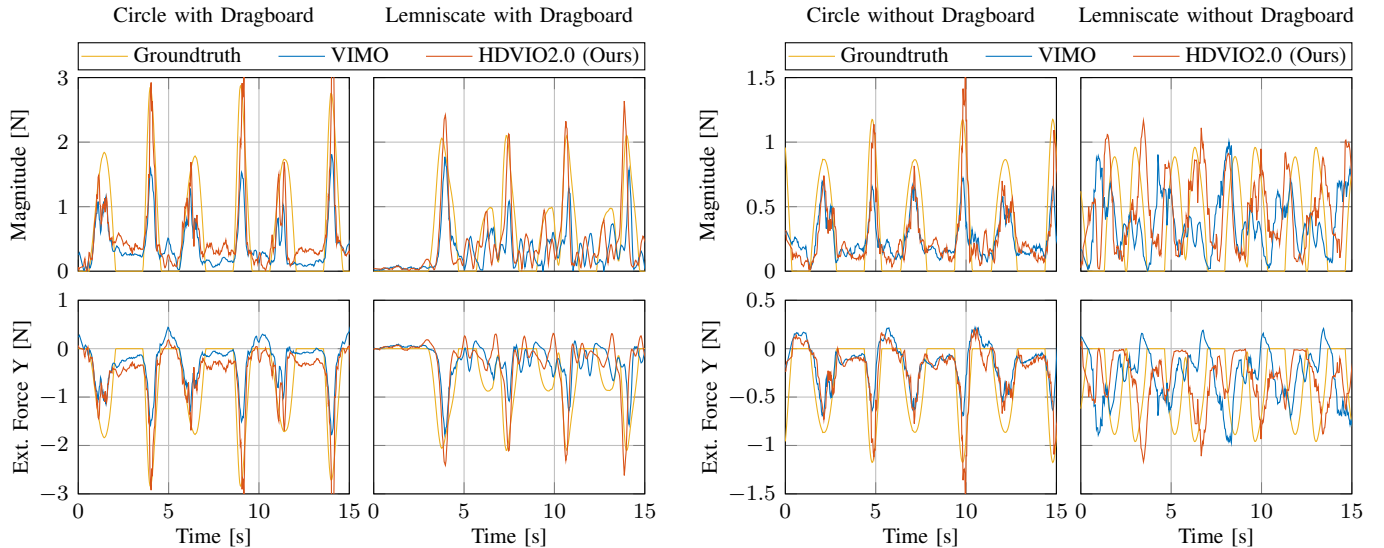 Circle with Dragboard Lemniscate with Dragboard
Groundtruth VIMO HDVIO2.0 (Ours)
Magnitude [N]
3
2
1
0
Ext. Force Y [N]
1
0
−1
−2
−3
0 5 10 15 0 5 10 15
Time [s] Time [s]
Circle without Dragboard Lemniscate without Dragboard
Groundtruth VIMO HDVIO2.0 (Ours)
Magnitude [N]
1.5
1
0.5
0
Ext. Force Y [N]
0.5
0
−0.5
−1
−1.5
0 5 10 15 0 5 10 15
Time [s] Time [s]